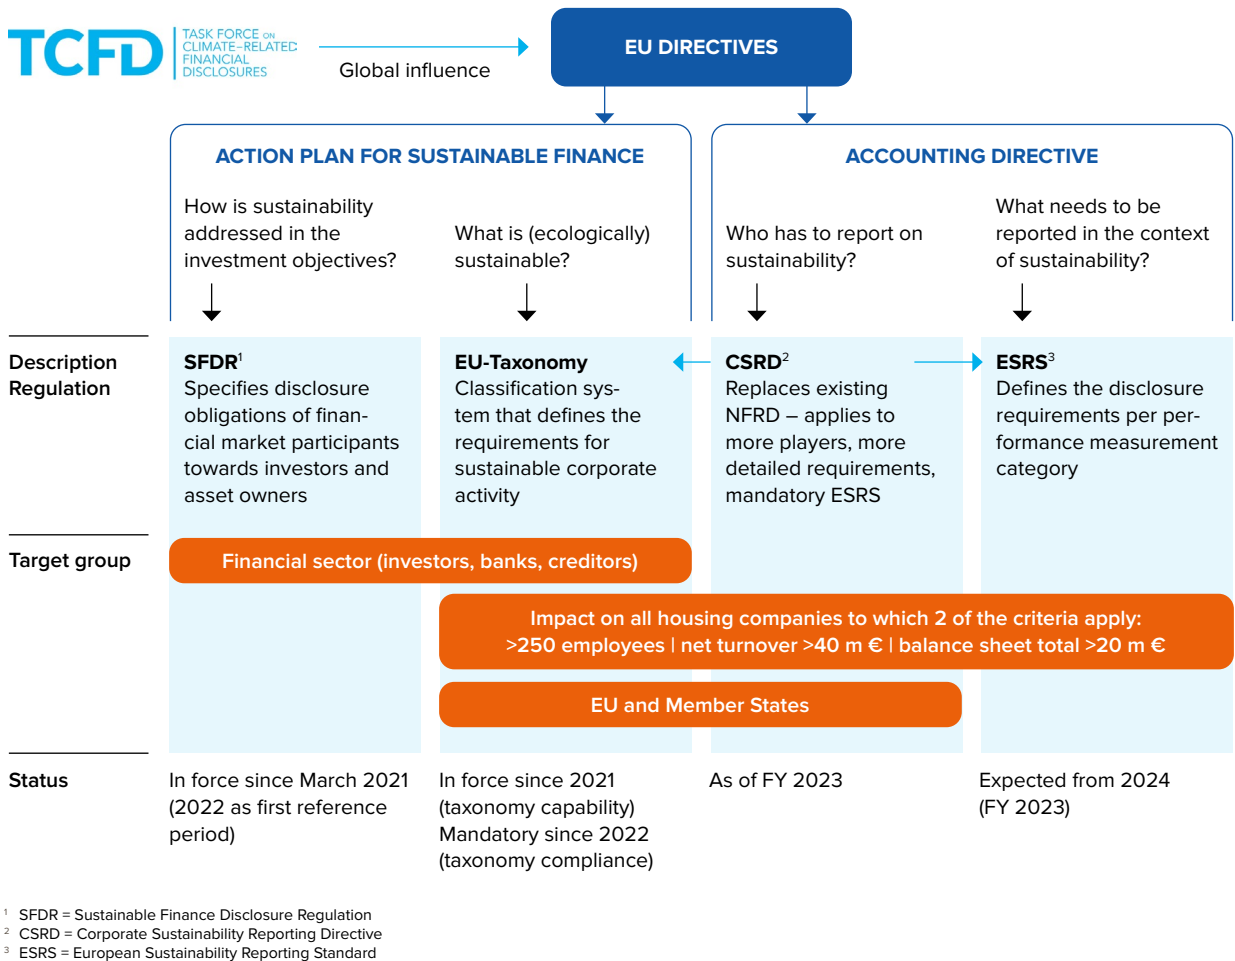 TCFD
TASK FORCE ON
CLIMATE-RELATED
FINANCIAL
DISCLOSURES
Global influence
EU DIRECTIVES
ACTION PLAN FOR SUSTAINABLE FINANCE
How is sustainability
addressed in the
investment objectives?
What is (ecologically)
sustainable?
ACCOUNTING DIRECTIVE
Who has to report on
sustainability?
What needs to be
reported in the context
of sustainability?
Description
Regulation
SFDR¹
Specifies disclosure
obligations of finan-
cial market participants
towards investors and
asset owners
EU-Taxonomy
Classification sys-
tem that defines the
requirements for
sustainable corporate
activity
CSRD²
Replaces existing
NFRD – applies to
more players, more
detailed requirements,
mandatory ESRS
ESRS³
Defines the disclosure
requirements per per-
formance measurement
category
Target group
Financial sector (investors, banks, creditors)
Impact on all housing companies to which 2 of the criteria apply:
>250 employees | net turnover >40 m € | balance sheet total >20 m €
EU and Member States
Status
In force since March 2021
(2022 as first reference
period)
In force since 2021
(taxonomy capability)
Mandatory since 2022
(taxonomy compliance)
As of FY 2023
Expected from 2024
(FY 2023)
¹ SFDR = Sustainable Finance Disclosure Regulation
² CSRD = Corporate Sustainability Reporting Directive
³ ESRS = European Sustainability Reporting Standard